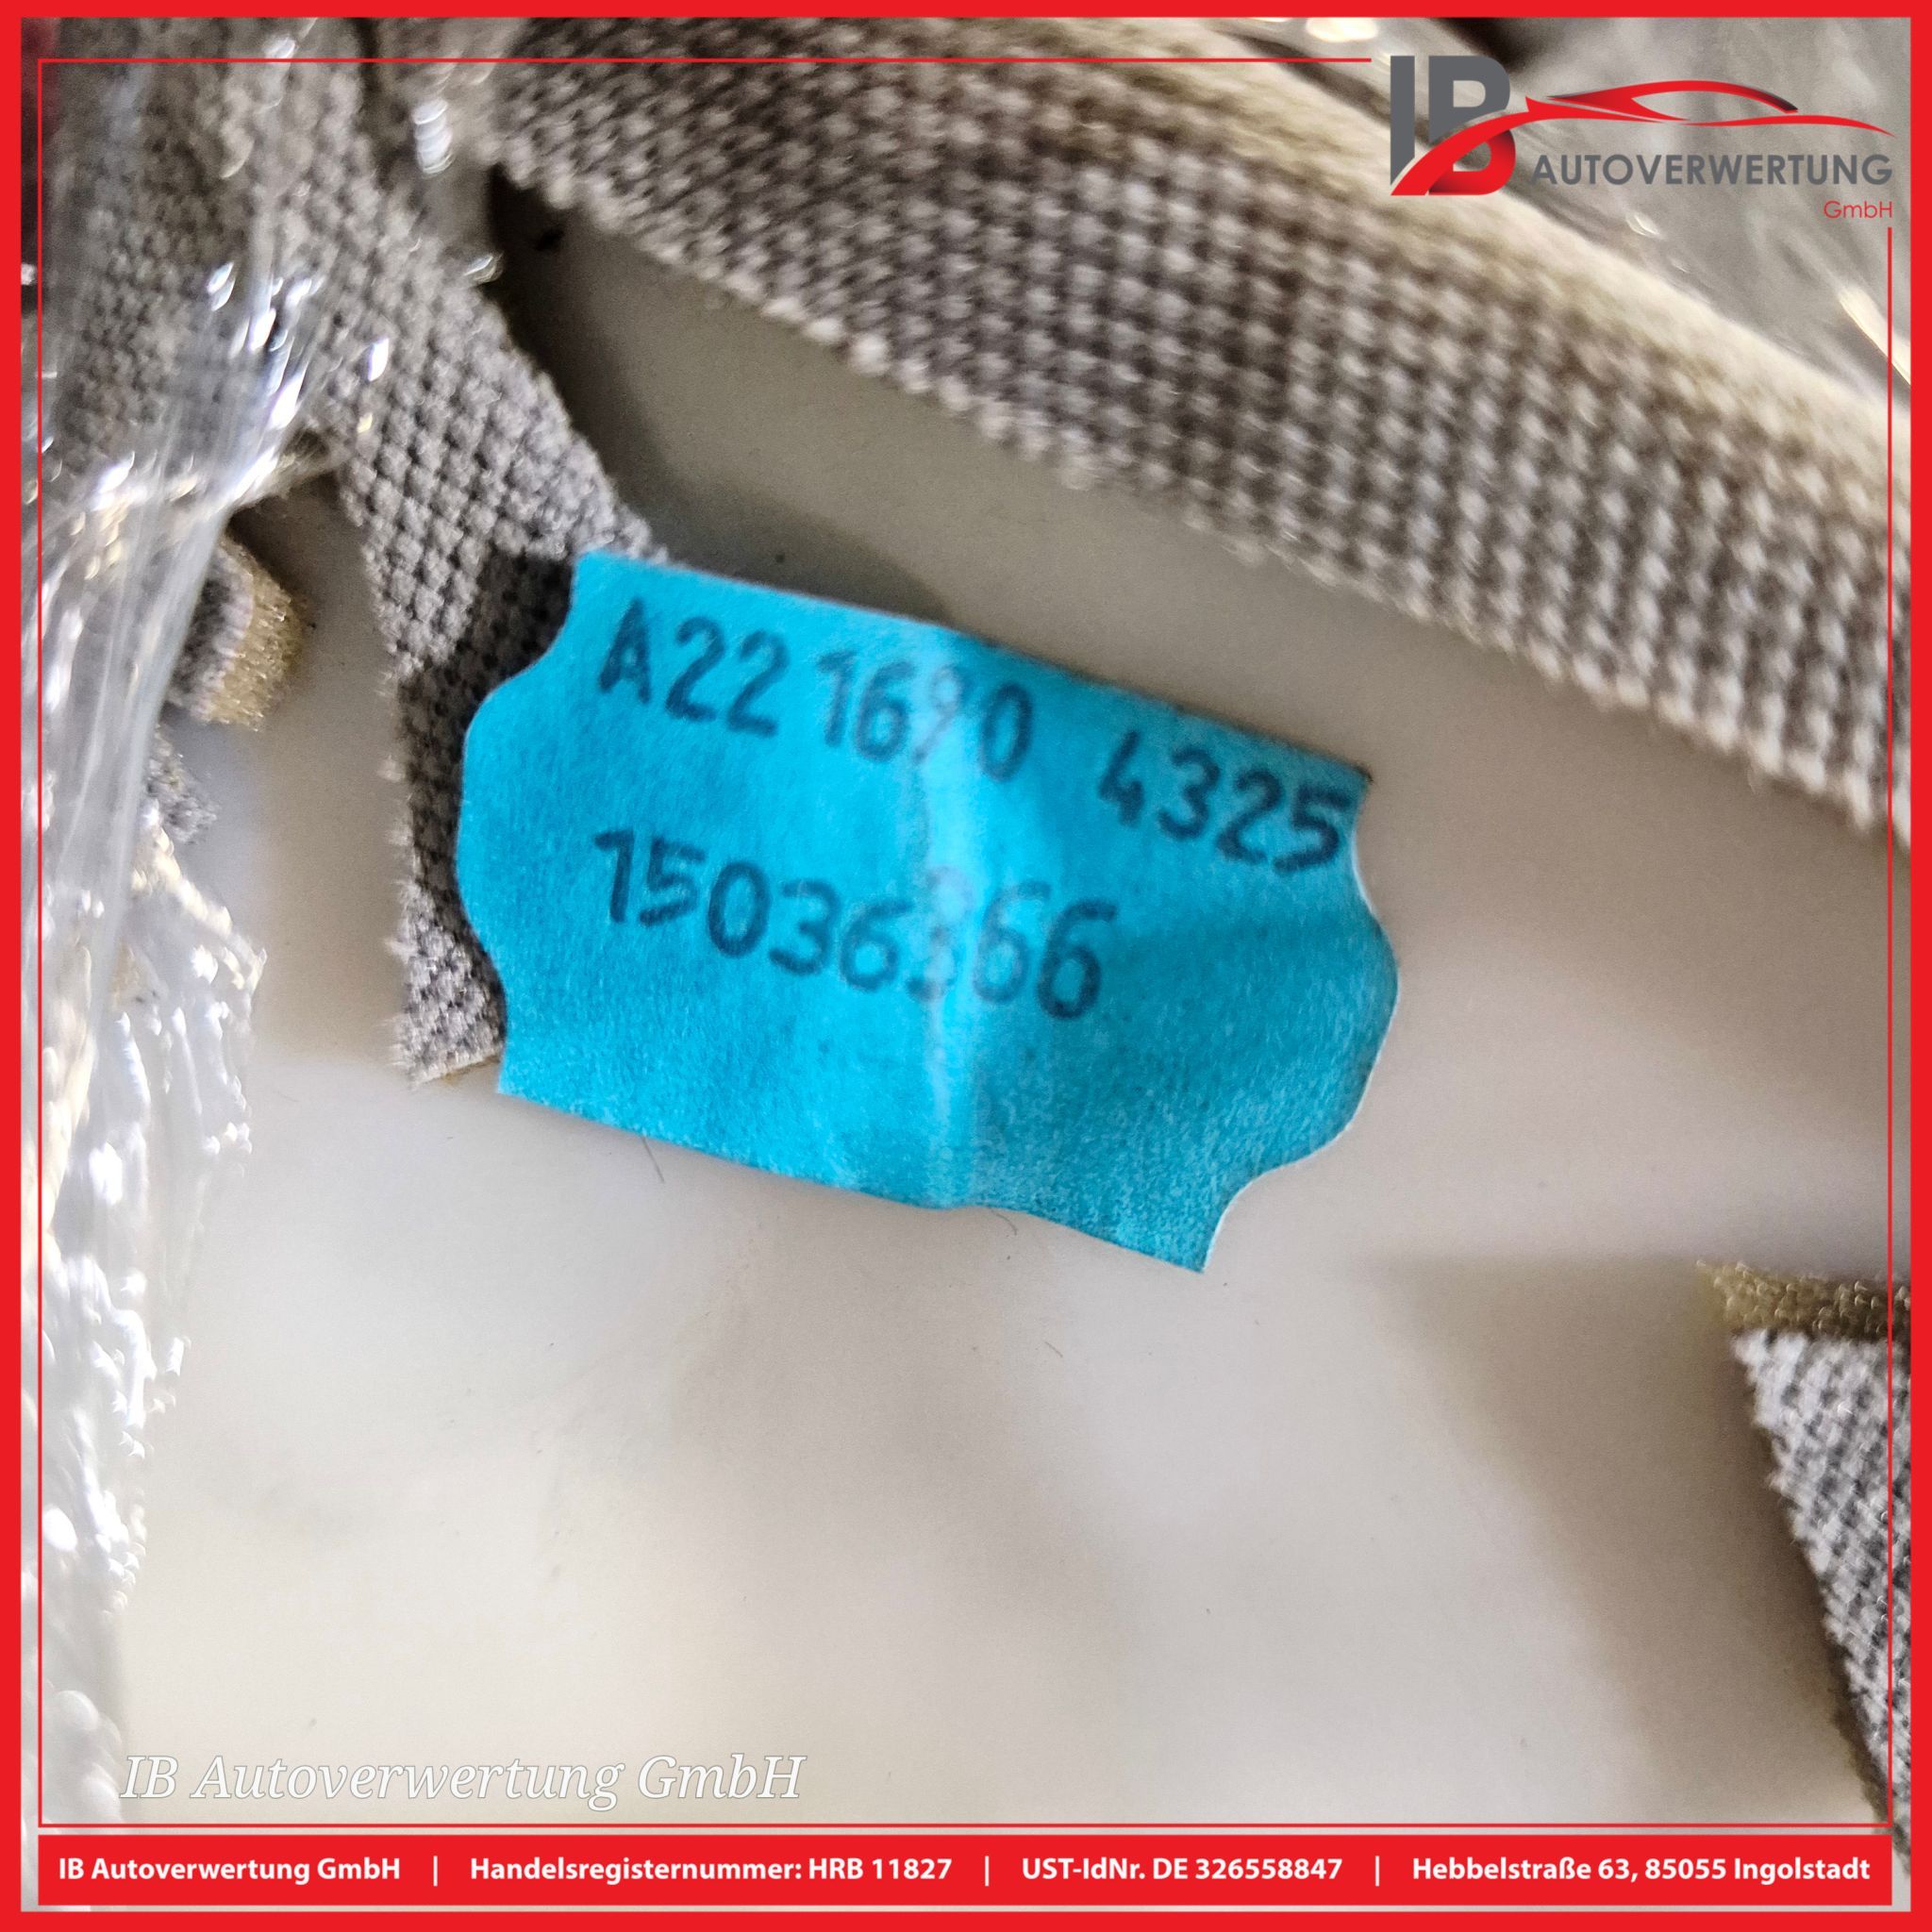 IB
AUTOVERWERTUNG
GmbH
A22 1690 4325
IB Autoverwertung GmbH
IB Autoverwertung GmbH | Handelsregisternummer: HRB 11827 | UST-IdNr. DE 326558847 | Hebbelstraße 63, 85055 Ingolstadt